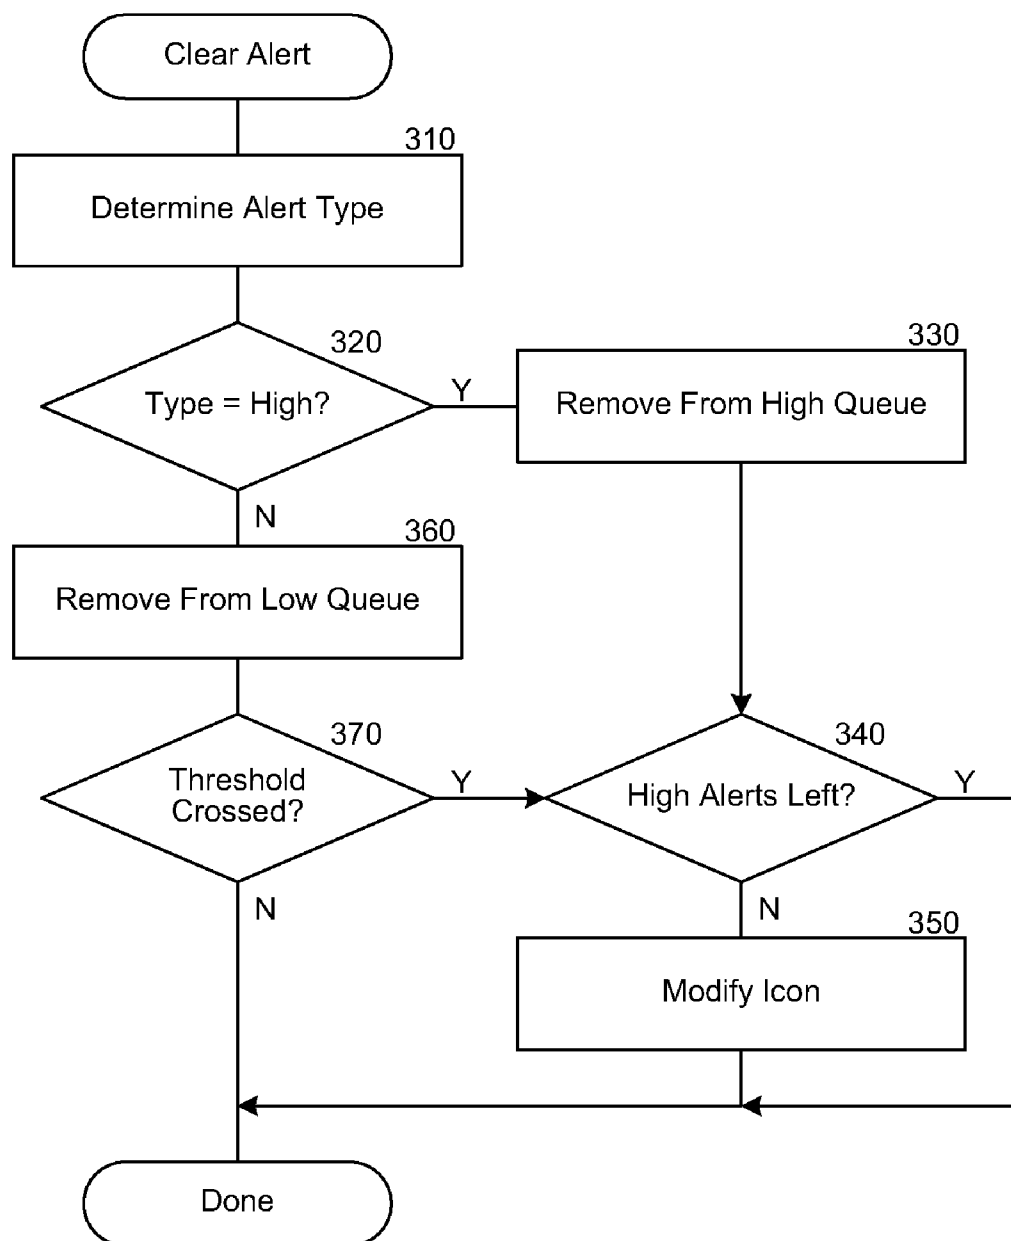 Clear Alert
310
Determine Alert Type
320
Type = High?
Y
330
Remove From High Queue
N
360
Remove From Low Queue
370
Threshold
Crossed?
Y
340
High Alerts Left?
Y
N
N
350
Modify Icon
Done